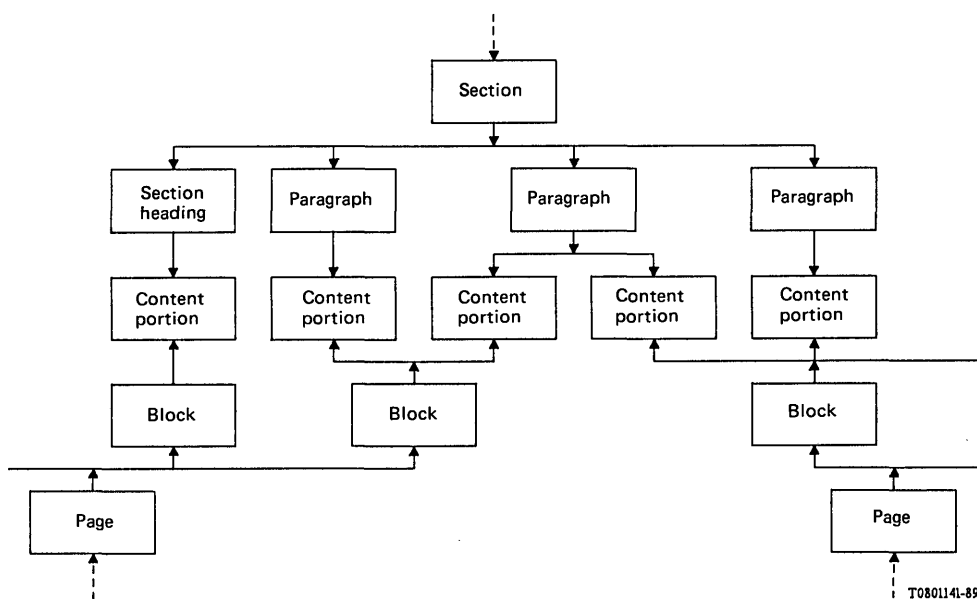 Section
Section
heading
Paragraph
Paragraph
Paragraph
Content
portion
Content
portion
Content
portion
Content
portion
Content
portion
Block
Block
Block
Page
Page
T0801141-89